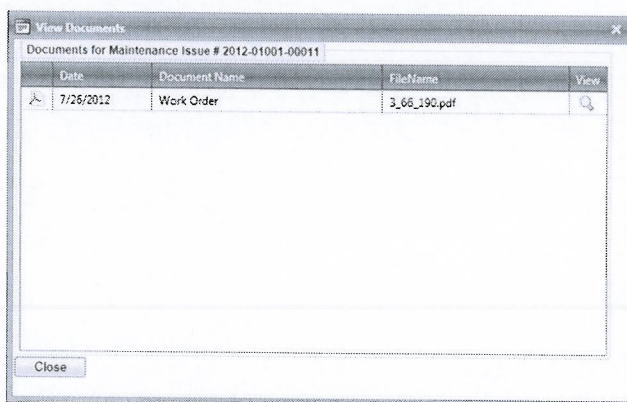 View Documents
Documents for Maintenance Issue # 2012-01001-00011
Date Document Name FileName View
7/26/2012 Work Order 3_66_190.pdf
Close